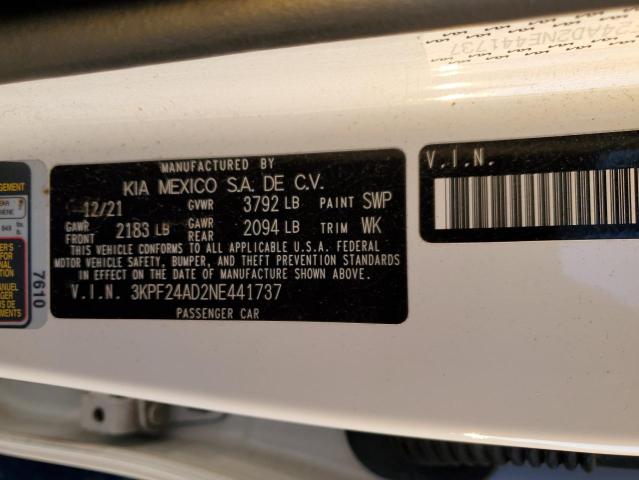 24AD2NE441737
MANUFACTURED BY
KIA MEXICO S.A. DE C.V.
12/21 GVWR 3792 LB PAINT SWP
GAWR FRONT 2183 LB GAWR REAR 2094 LB TRIM WK
THIS VEHICLE CONFORMS TO ALL APPLICABLE U.S.A. FEDERAL
MOTOR VEHICLE SAFETY, BUMPER, AND THEFT PREVENTION STANDARDS
IN EFFECT ON THE DATE OF MANUFACTURE SHOWN ABOVE.
V.I.N. 3KPF24AD2NE441737
PASSENGER CAR
V.I.N.
7610